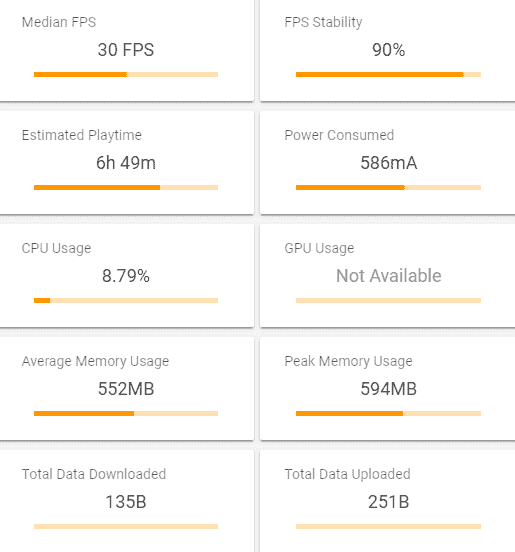 Median FPS
30 FPS
FPS Stability
90%
Estimated Playtime
6h 49m
Power Consumed
586mA
CPU Usage
8.79%
GPU Usage
Not Available
Average Memory Usage
552MB
Peak Memory Usage
594MB
Total Data Downloaded
135B
Total Data Uploaded
251B